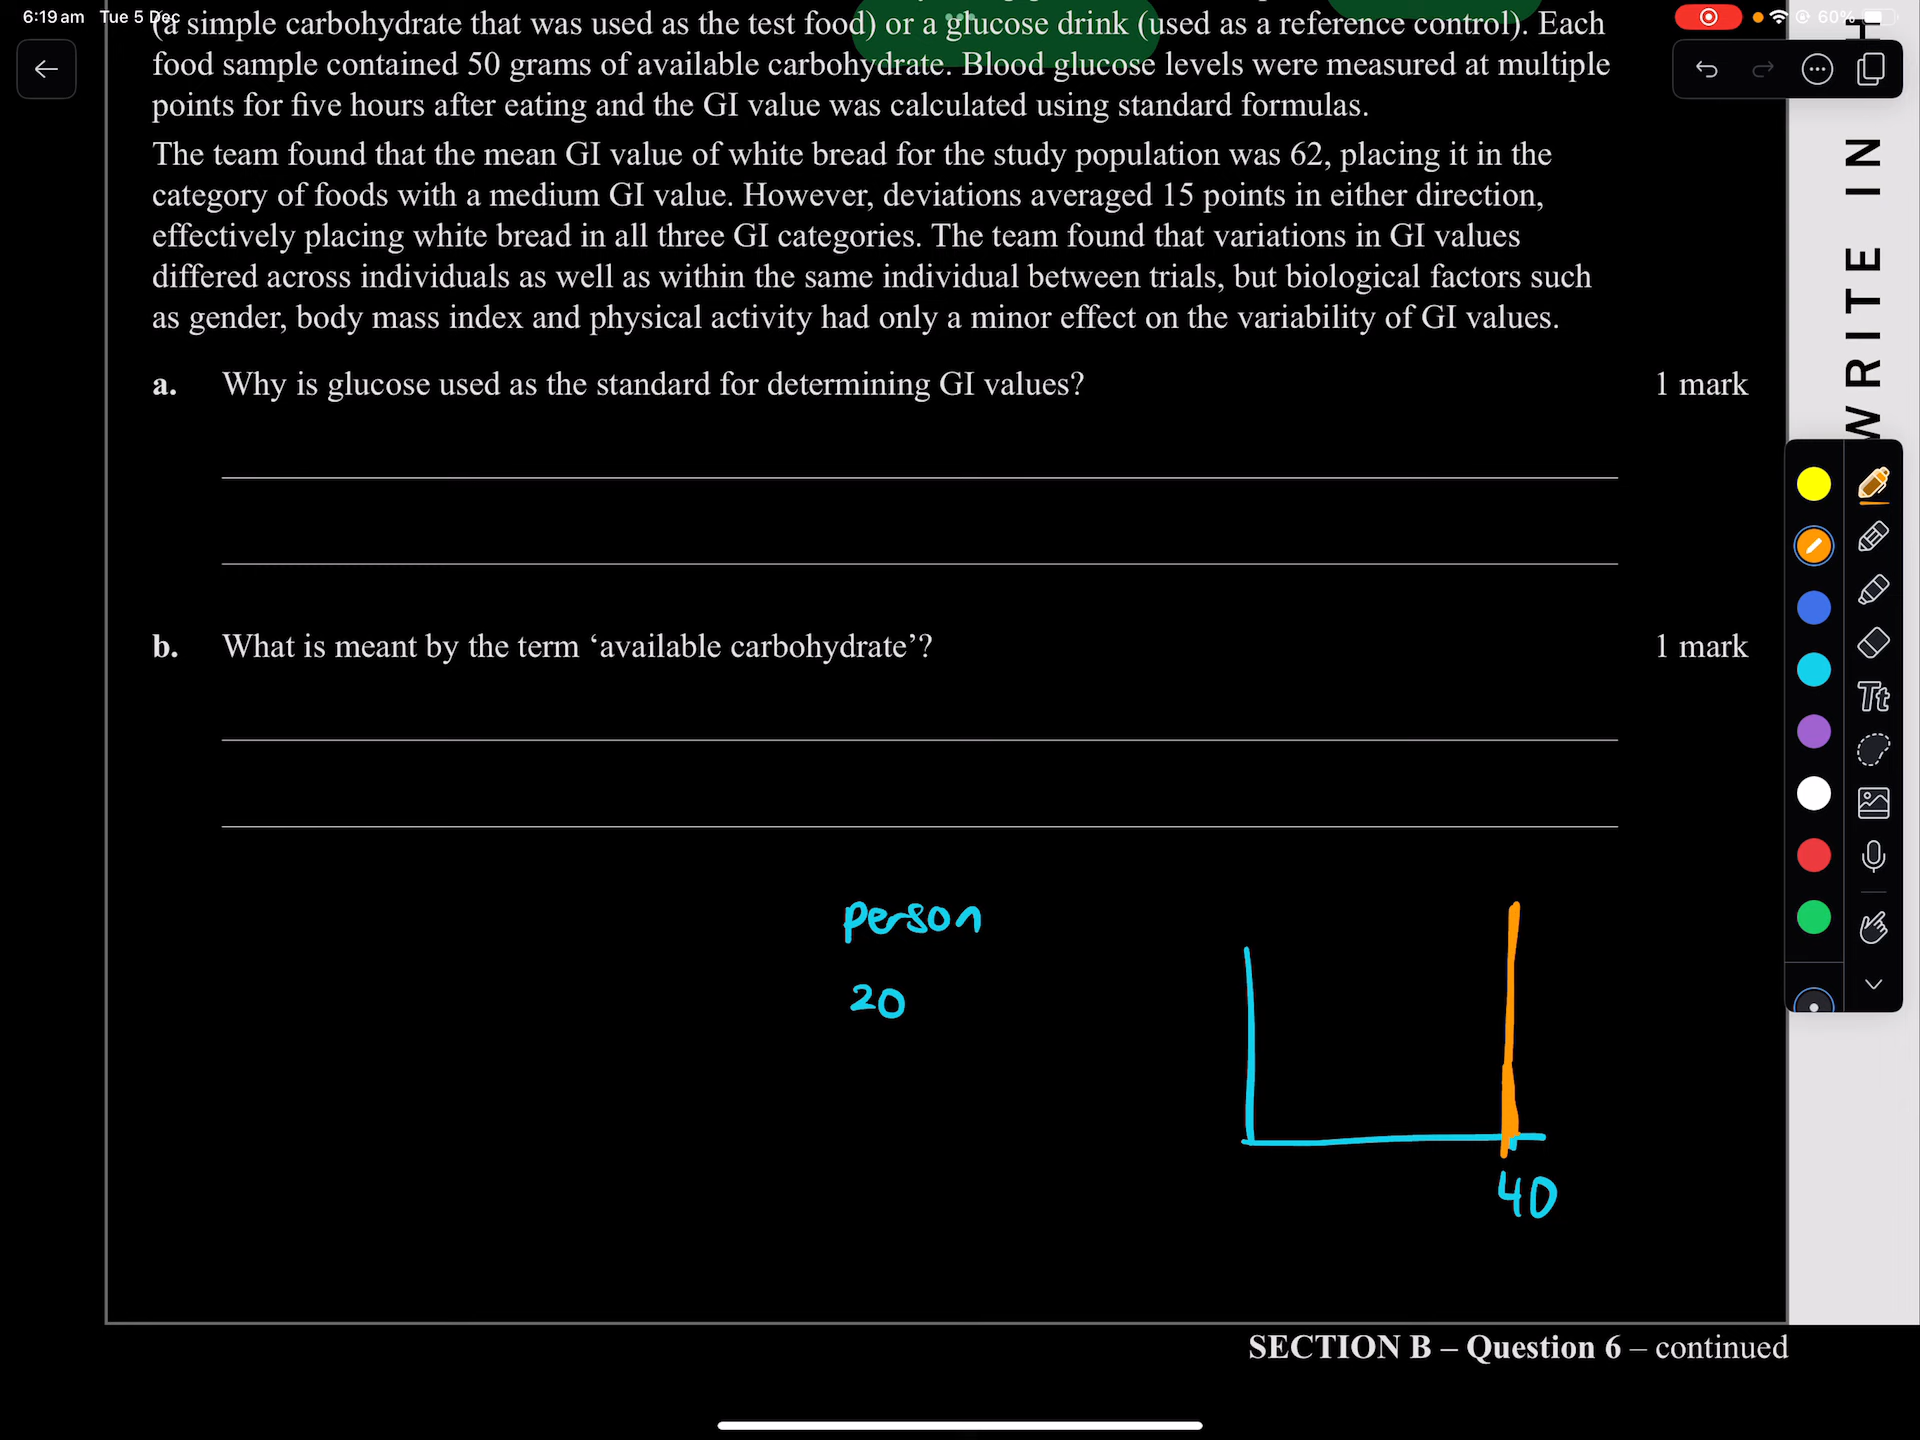 6:19 am Tue 5 Dec
60%
(a simple carbohydrate that was used as the test food) or a glucose drink (used as a reference control). Each
food sample contained 50 grams of available carbohydrate. Blood glucose levels were measured at multiple
points for five hours after eating and the GI value was calculated using standard formulas.
The team found that the mean GI value of white bread for the study population was 62, placing it in the
category of foods with a medium GI value. However, deviations averaged 15 points in either direction,
effectively placing white bread in all three GI categories. The team found that variations in GI values
differed across individuals as well as within the same individual between trials, but biological factors such
as gender, body mass index and physical activity had only a minor effect on the variability of GI values.
a. Why is glucose used as the standard for determining GI values? 1 mark
b. What is meant by the term ‘available carbohydrate’? 1 mark
person
20
40
SECTION B – Question 6 – continued
WRITE IN
Tt